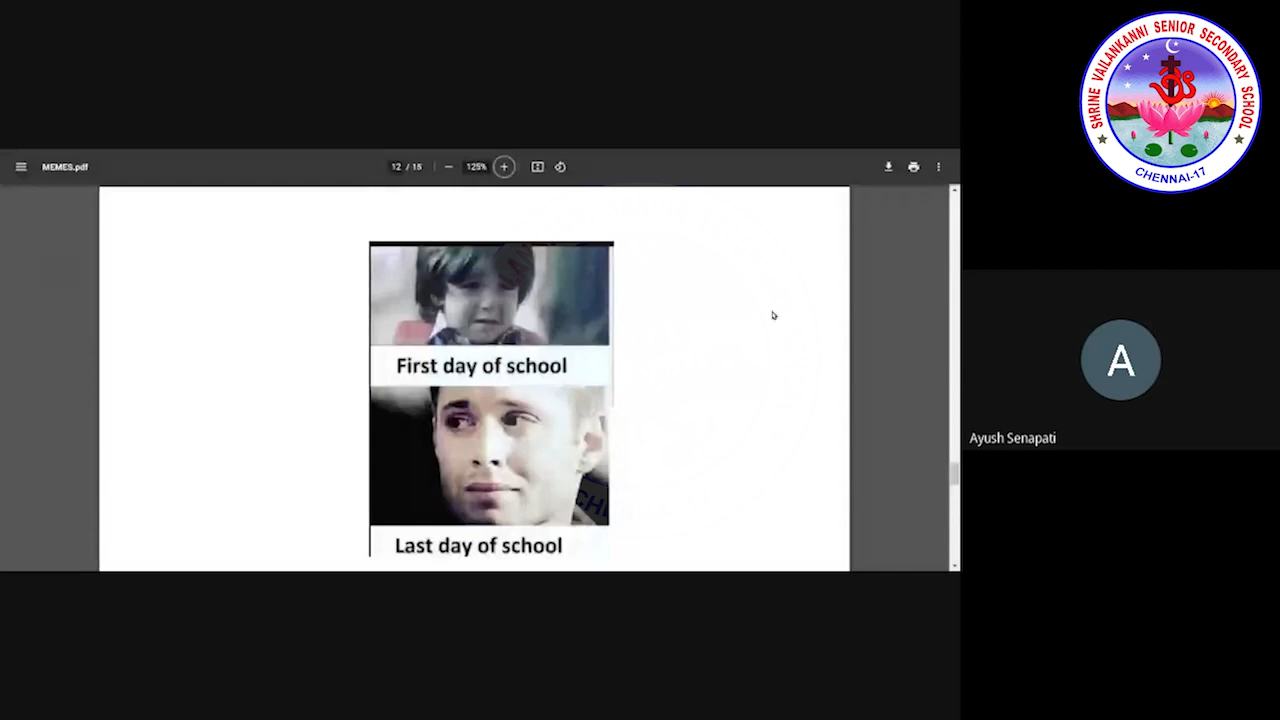 SHRINE VAILANKANNI SENIOR SECONDARY SCHOOL
CHENNAI-17
MEMES.pdf
12 / 15
125%
First day of school
Last day of school
A
Ayush Senapati